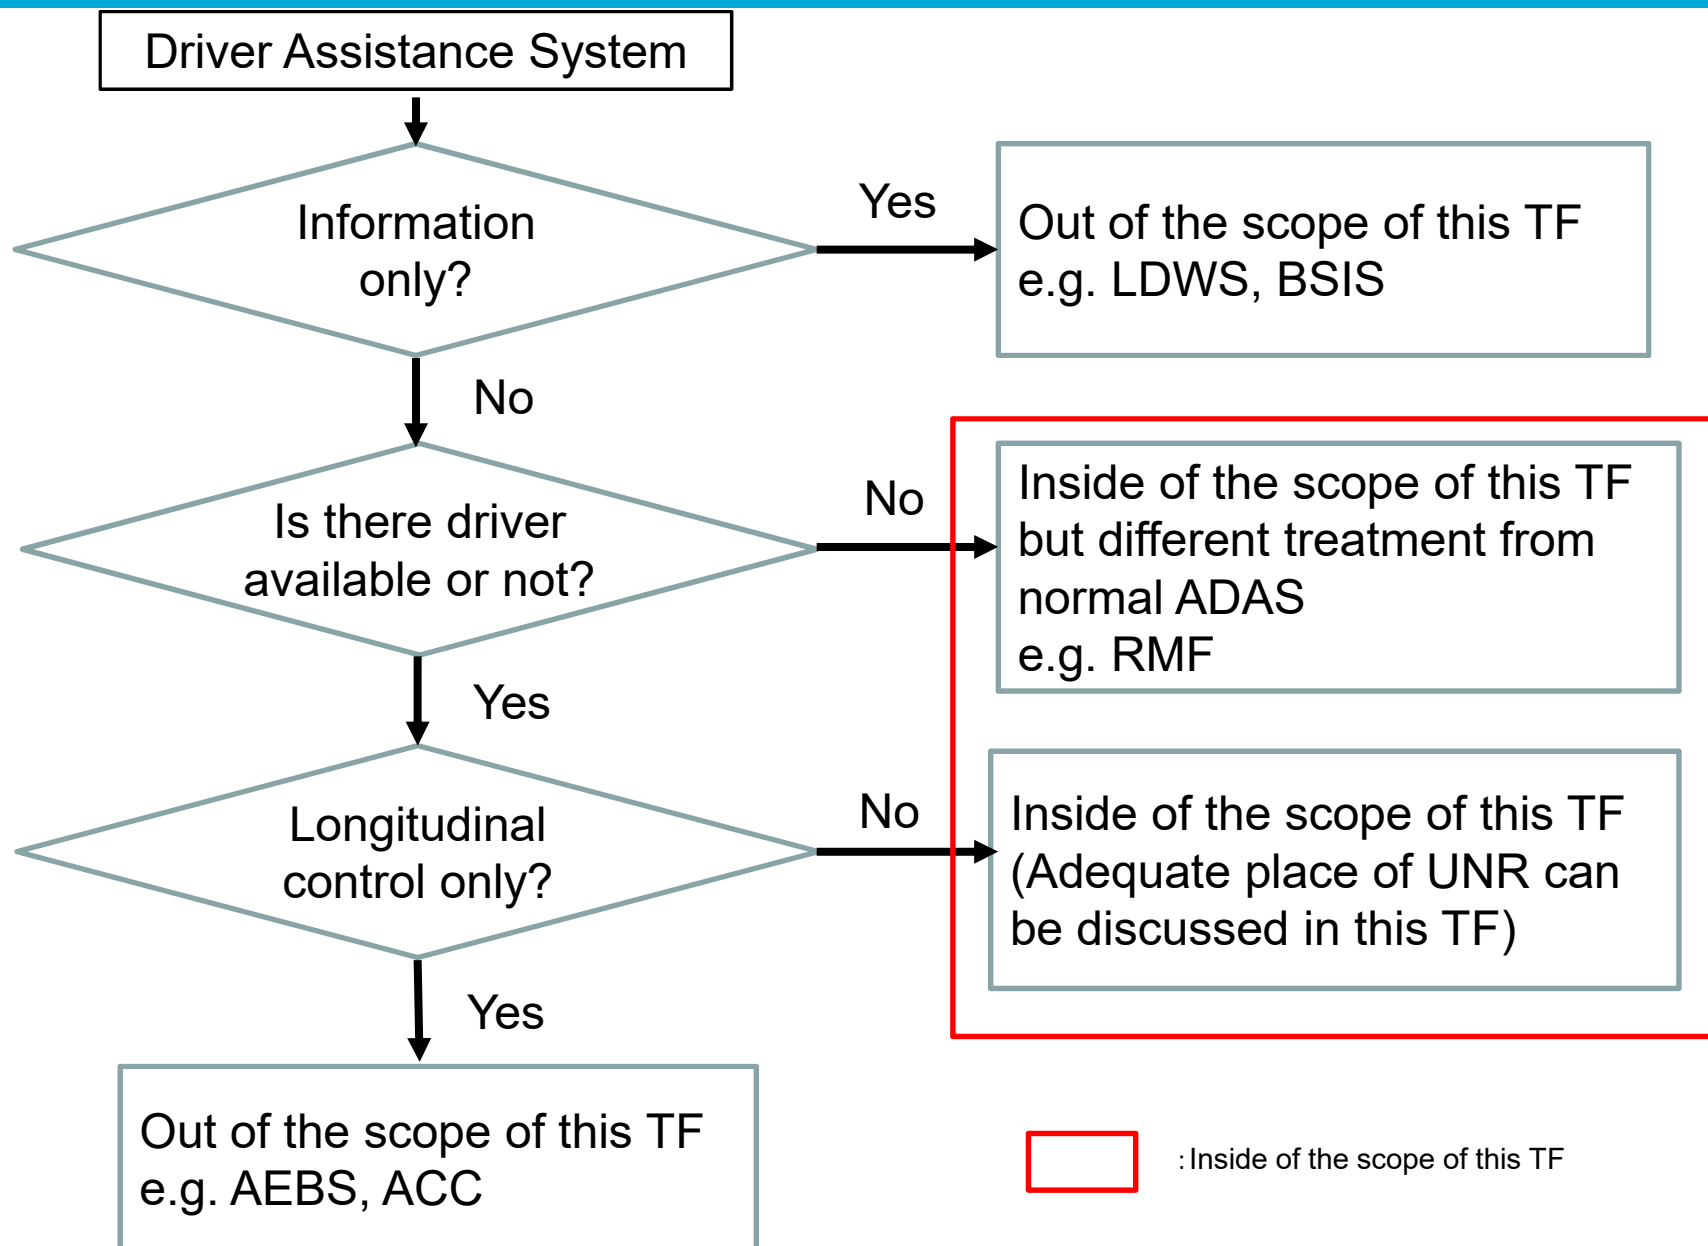 Driver Assistance System
Information
only?
Yes
Out of the scope of this TF
e.g. LDWS, BSIS
No
Is there driver
available or not?
No
Inside of the scope of this TF
but different treatment from
normal ADAS
e.g. RMF
Yes
Longitudinal
control only?
No
Inside of the scope of this TF
(Adequate place of UNR can
be discussed in this TF)
Yes
Out of the scope of this TF
e.g. AEBS, ACC
: Inside of the scope of this TF